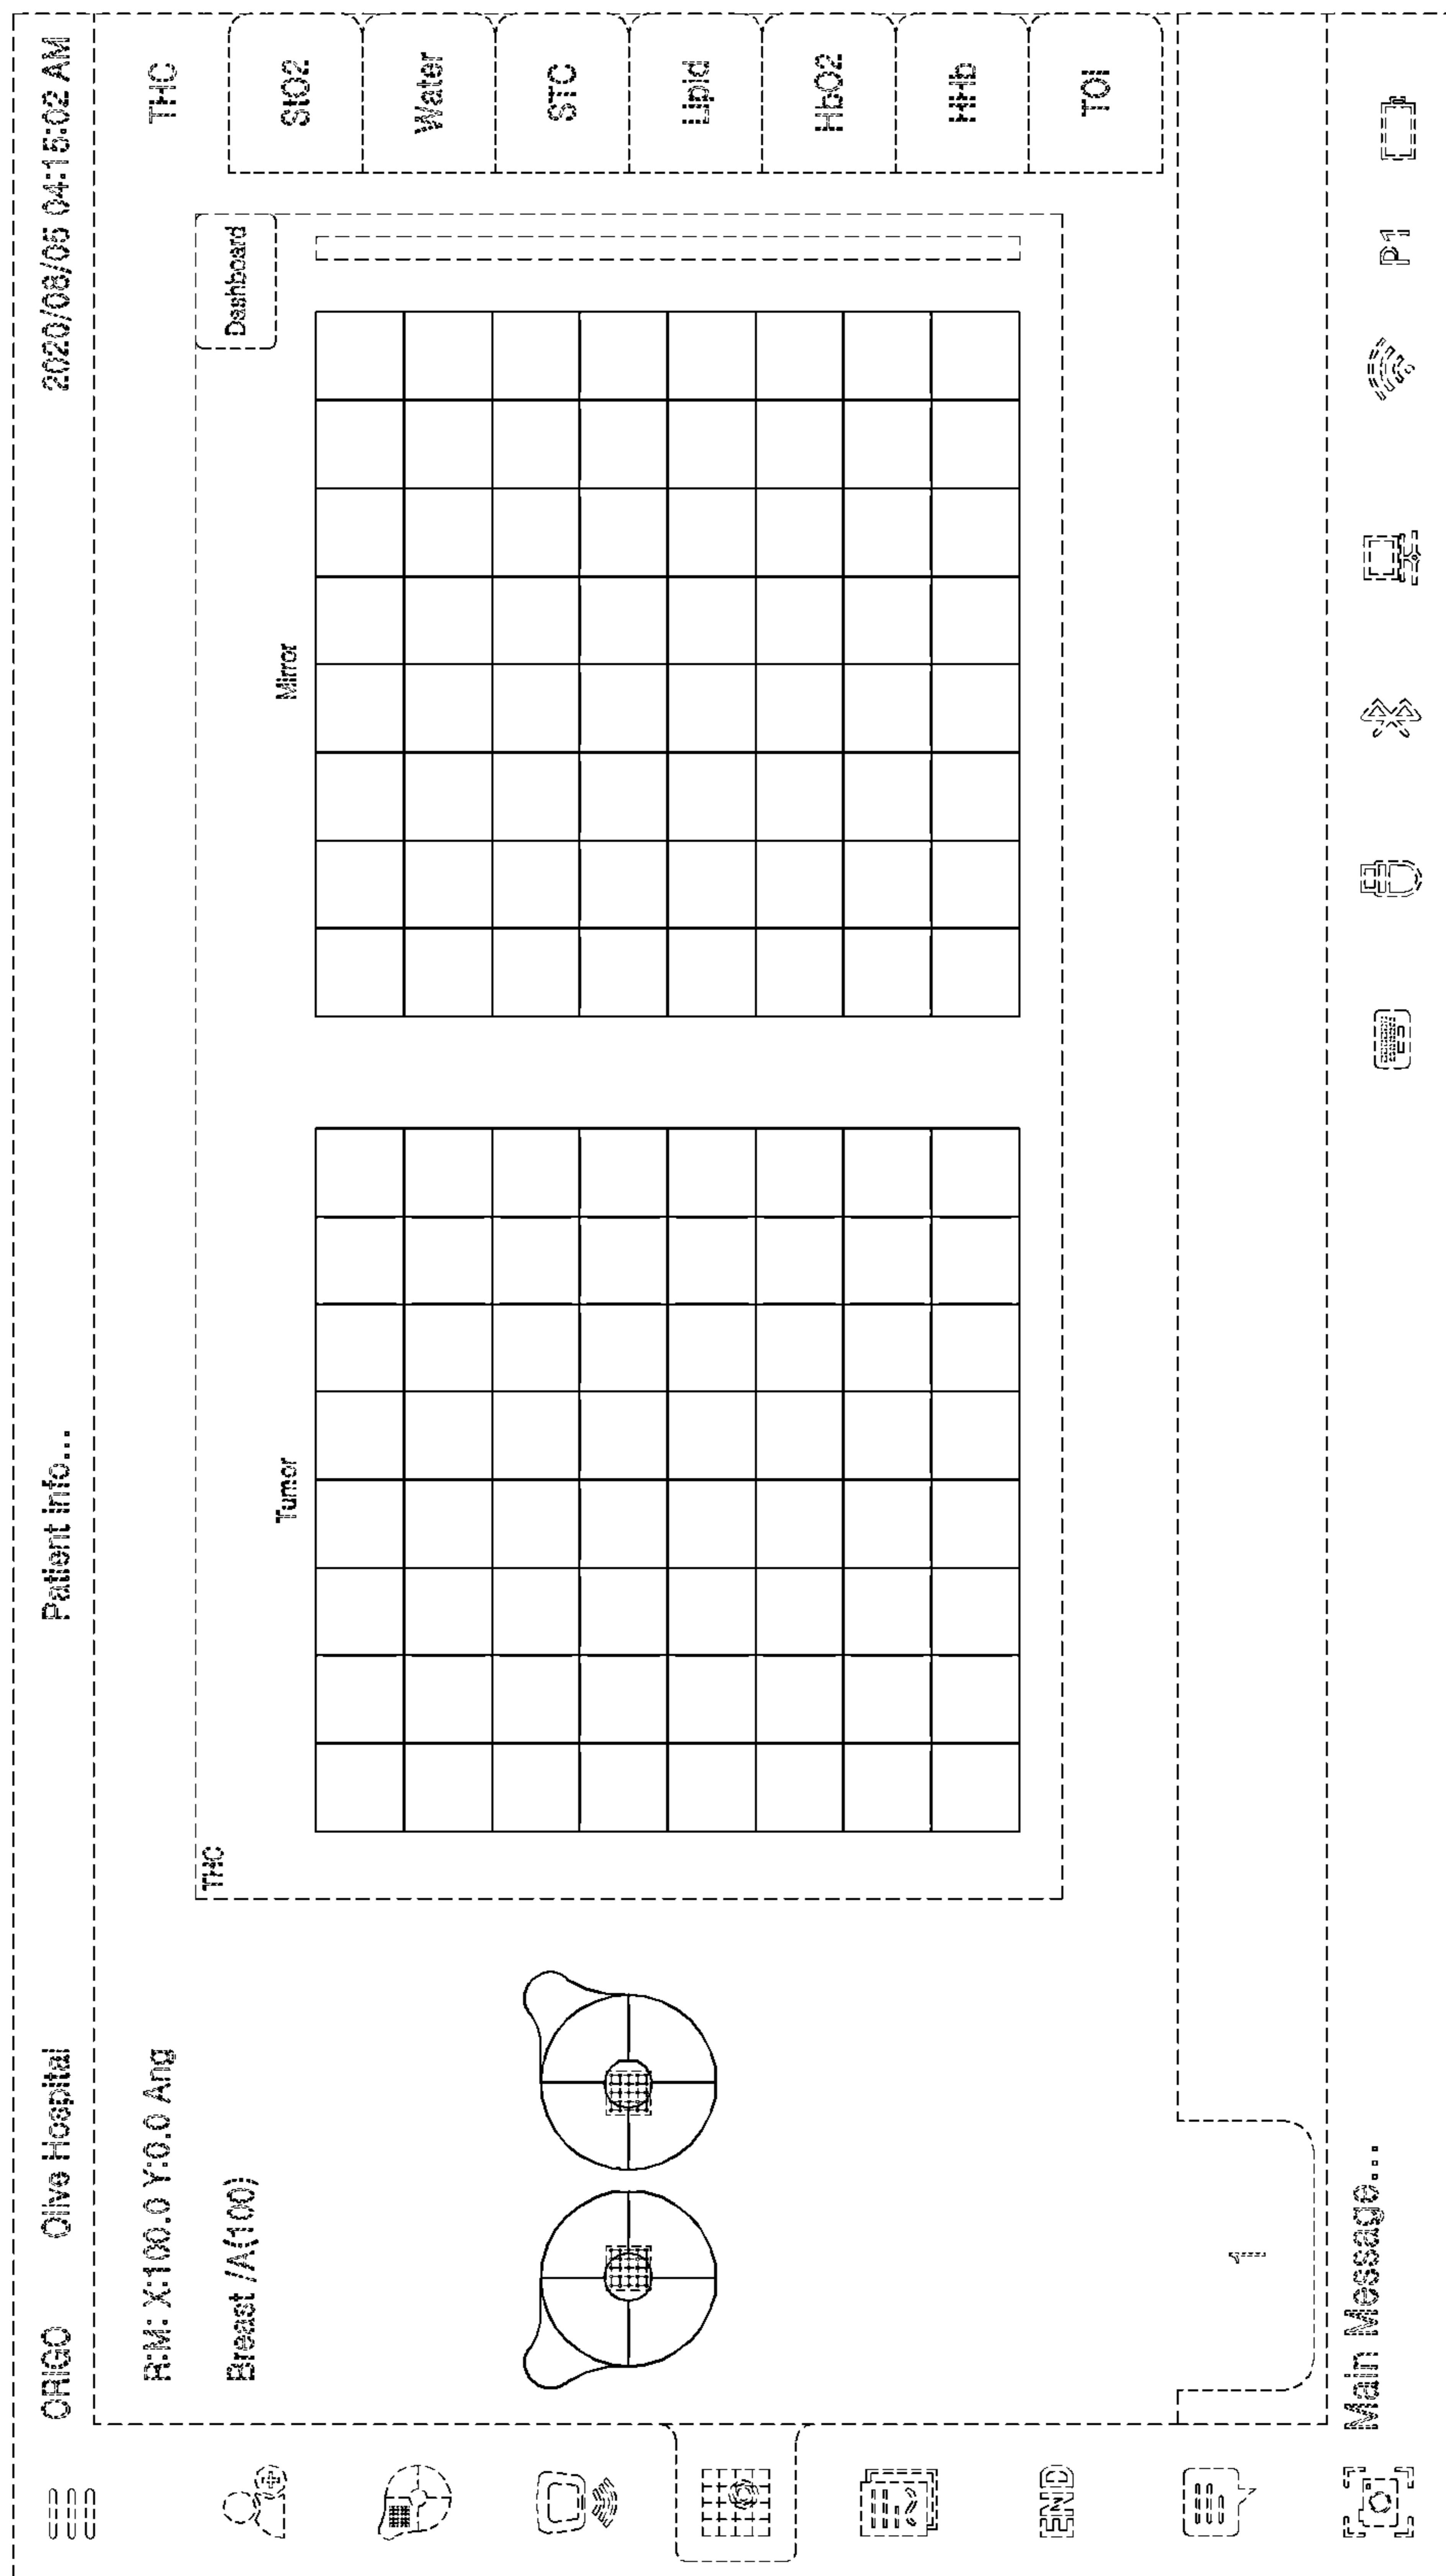 ORIGO Olive Hospital Patient info... 2020/08/05 04:15:02 AM
R:M: X:100.0 Y:0.0 Ang
Breast /A(100)
THC
Dashboard
Tumor
Mirror
THC
StO2
Water
STC
Lipid
HbO2
HHb
TOI
END
1
Main Message...
P1